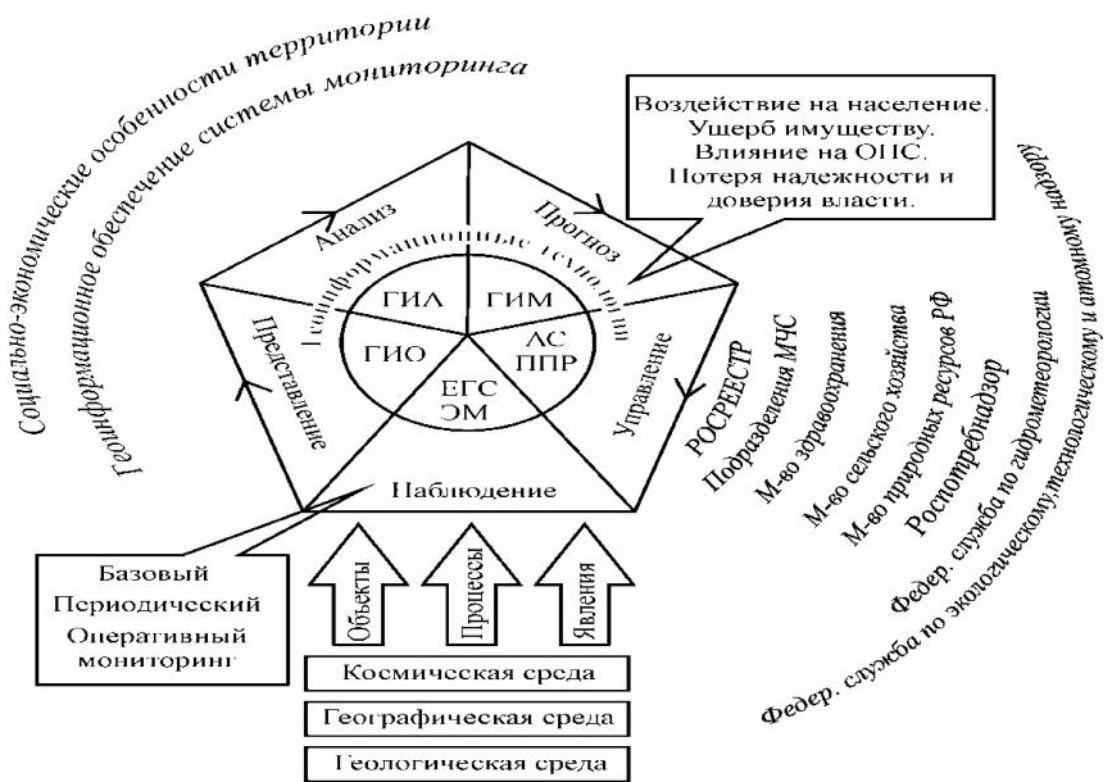 Социально-экономические особенности территории
Геоинформационное обеспечение системы мониторинга
Воздействие на население.
Ущерб имуществу.
Влияние на ОПС.
Потеря надежности и
доверия власти.
Анализ
Прогноз
Геоинформационные технологии
ГИА
ГИМ
ГИО
АС
ППР
ЕГС
ЭМ
Представление
Управление
Наблюдение
РОСРЕЕСТР
Подразделения МЧС
М-во здравоохранения
М-во сельского хозяйства
М-во природных ресурсов РФ
Роспотребнадзор
Федер. служба по гидрометеорологии
Федер. служба по экологическому,технологическому и атомному надзору
Базовый
Периодический
Оперативный
мониторинг
Объекты
Процессы
Явления
Космическая среда
Географическая среда
Геологическая среда